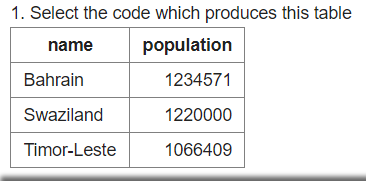 1. Select the code which produces this table
name population
Bahrain 1234571
Swaziland 1220000
Timor-Leste 1066409